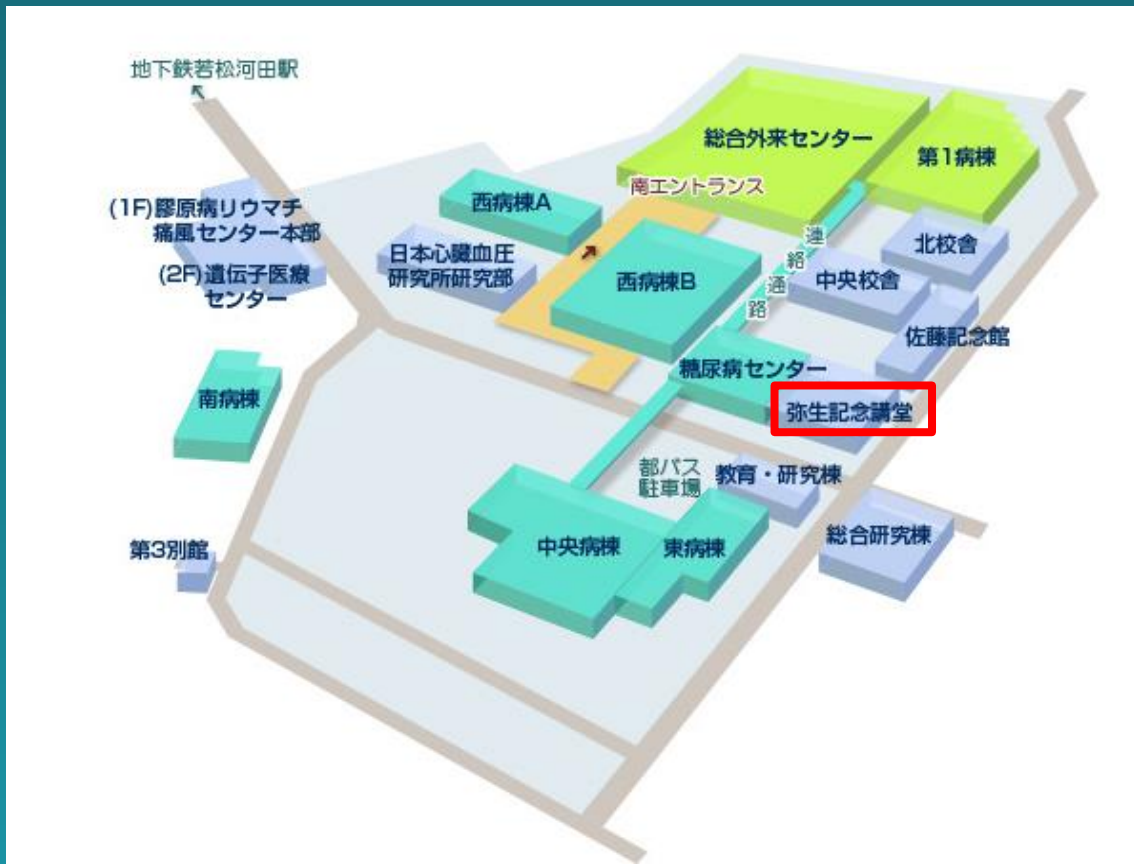 地下鉄若松河田駅
総合外来センター
第1病棟
南エントランス
西病棟A
(1F)膠原病リウマチ
痛風センター本部
(2F)遺伝子医療
センター
日本心臓血圧
研究所研究部
西病棟B
連絡通路
北校舎
中央校舎
佐藤記念館
糖尿病センター
弥生記念講堂
南病棟
都バス
駐車場
教育・研究棟
総合研究棟
中央病棟
東病棟
第3別館